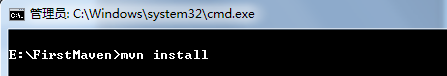 管理员: C:\Windows\system32\cmd.exe
E:\FirstMaven>mvn install